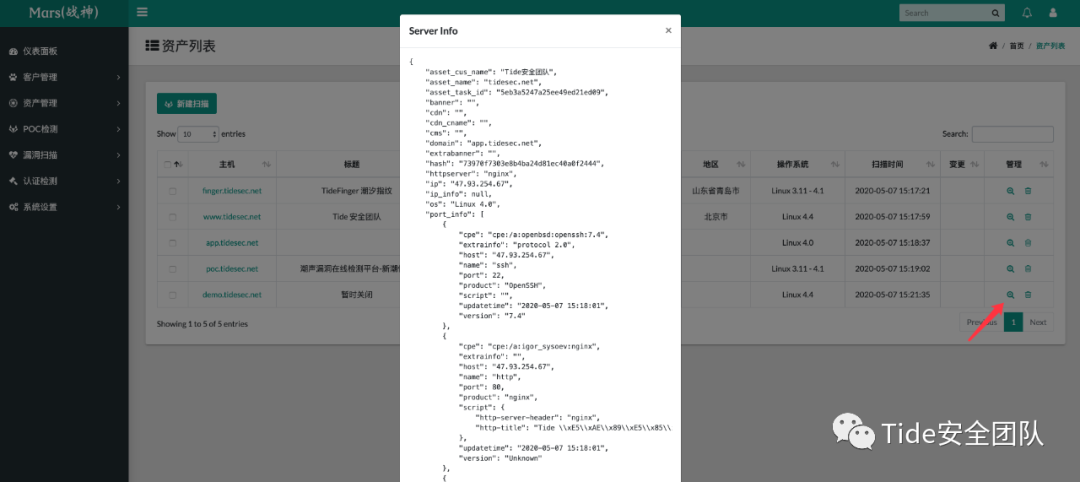 Mars(战神)
Search
仪表面板
客户管理
资产管理
POC检测
漏洞扫描
认证检测
系统设置
资产列表
/ 首页 / 资产列表
新建扫描
Show 10 entries
Search:
主机 标题 地区 操作系统 扫描时间 变更 管理
finger.tidesec.net TideFinger 潮汐指纹 山东省青岛市 Linux 3.11 - 4.1 2020-05-07 15:17:21
www.tidesec.net Tide 安全团队 北京市 Linux 4.4 2020-05-07 15:17:59
app.tidesec.net Linux 4.0 2020-05-07 15:18:37
poc.tidesec.net 潮声漏洞在线检测平台-新潮 Linux 3.11 - 4.1 2020-05-07 15:19:02
demo.tidesec.net 暂时关闭 Linux 4.4 2020-05-07 15:21:35
Showing 1 to 5 of 5 entries
Previous 1 Next
Server Info ×
{
"asset_cus_name": "Tide安全团队",
"asset_name": "tidesec.net",
"asset_task_id": "5eb3a5247a25ee49ed21ed09",
"banner": "",
"cdn": "",
"cdn_cname": "",
"cms": "",
"domain": "app.tidesec.net",
"extrabanner": "",
"hash": "73970f7303e8b4ba24d81ec40a0f2444",
"httpserver": "nginx",
"ip": "47.93.254.67",
"ip_info": null,
"os": "Linux 4.0",
"port_info": [
{
"cpe": "cpe:/a:openbsd:openssh:7.4",
"extrainfo": "protocol 2.0",
"host": "47.93.254.67",
"name": "ssh",
"port": 22,
"product": "OpenSSH",
"script": "",
"updatetime": "2020-05-07 15:18:01",
"version": "7.4"
},
{
"cpe": "cpe:/a:igor_sysoev:nginx",
"extrainfo": "",
"host": "47.93.254.67",
"name": "http",
"port": 80,
"product": "nginx",
"script": {
"http-server-header": "nginx",
"http-title": "Tide \\xE5\\xAE\\x89\\xE5\\x85\\
},
"updatetime": "2020-05-07 15:18:01",
"version": "Unknown"
},
{
Tide安全团队